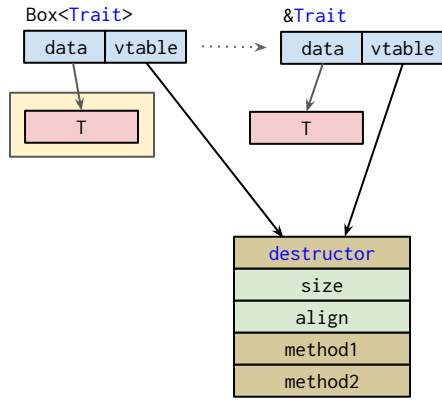 Box<Trait>
&Trait
data vtable
data vtable
T
T
destructor
size
align
method1
method2